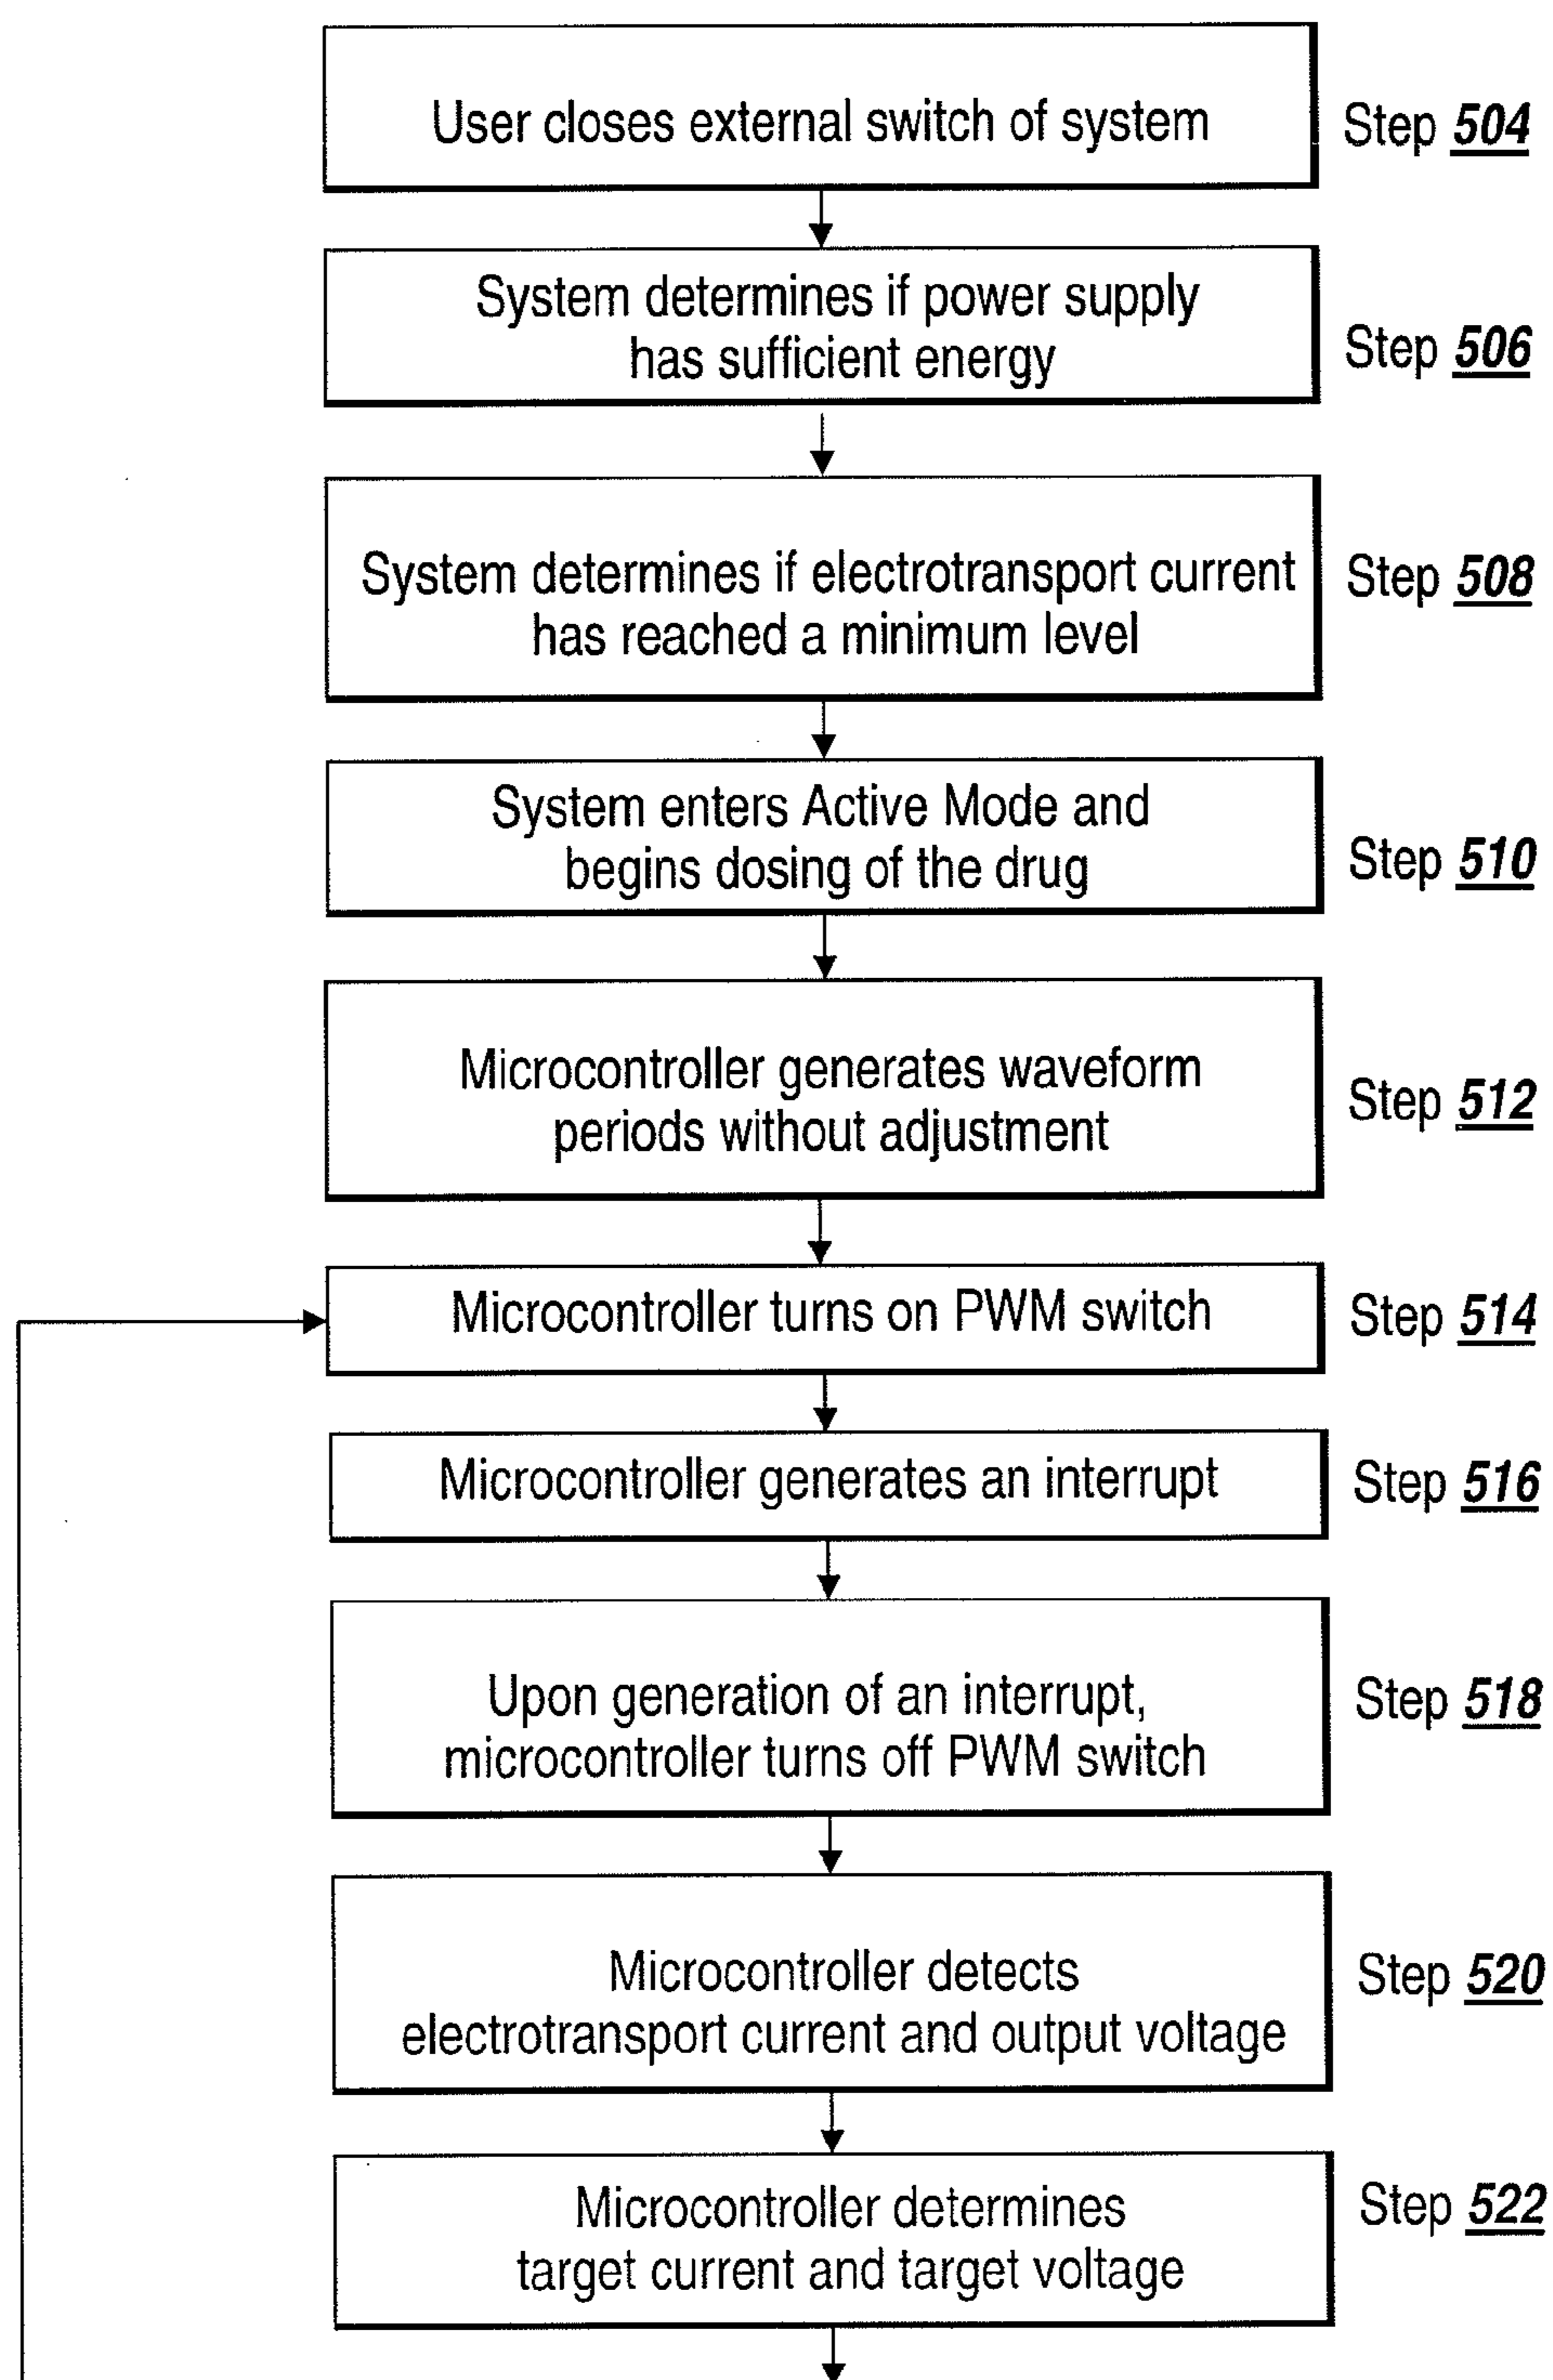 User closes external switch of system
Step 504
System determines if power supply
has sufficient energy
Step 506
System determines if electrotransport current
has reached a minimum level
Step 508
System enters Active Mode and
begins dosing of the drug
Step 510
Microcontroller generates waveform
periods without adjustment
Step 512
Microcontroller turns on PWM switch
Step 514
Microcontroller generates an interrupt
Step 516
Upon generation of an interrupt,
microcontroller turns off PWM switch
Step 518
Microcontroller detects
electrotransport current and output voltage
Step 520
Microcontroller determines
target current and target voltage
Step 522